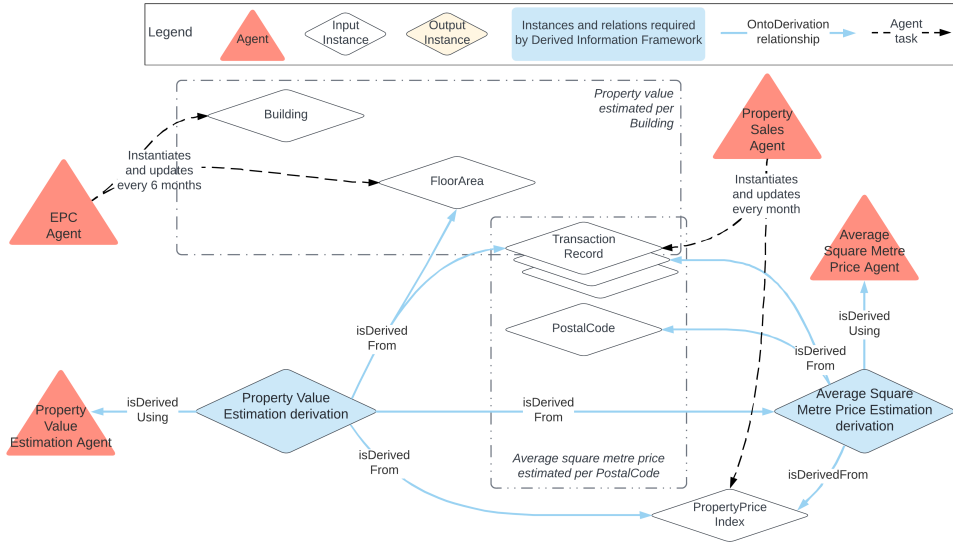 Legend
Agent
Input
Instance
Output
Instance
Instances and relations required
by Derived Information Framework
OntoDerivation
relationship
Agent
task
Property value
estimated per
Building
Building
Property
Sales
Agent
Instantiates
and updates
every 6 months
FloorArea
Instantiates
and updates
every month
EPC
Agent
Transaction
Record
Average
Square Metre
Price Agent
PostalCode
isDerived
From
isDerived
Using
isDerived
From
Property
Value
Estimation Agent
isDerived
Using
Property Value
Estimation derivation
isDerived
From
Average Square
Metre Price Estimation
derivation
isDerived
From
Average square metre price
estimated per PostalCode
isDerivedFrom
PropertyPrice
Index